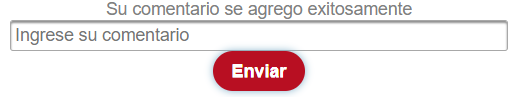 Su comentario se agrego exitosamente
Ingrese su comentario
Enviar